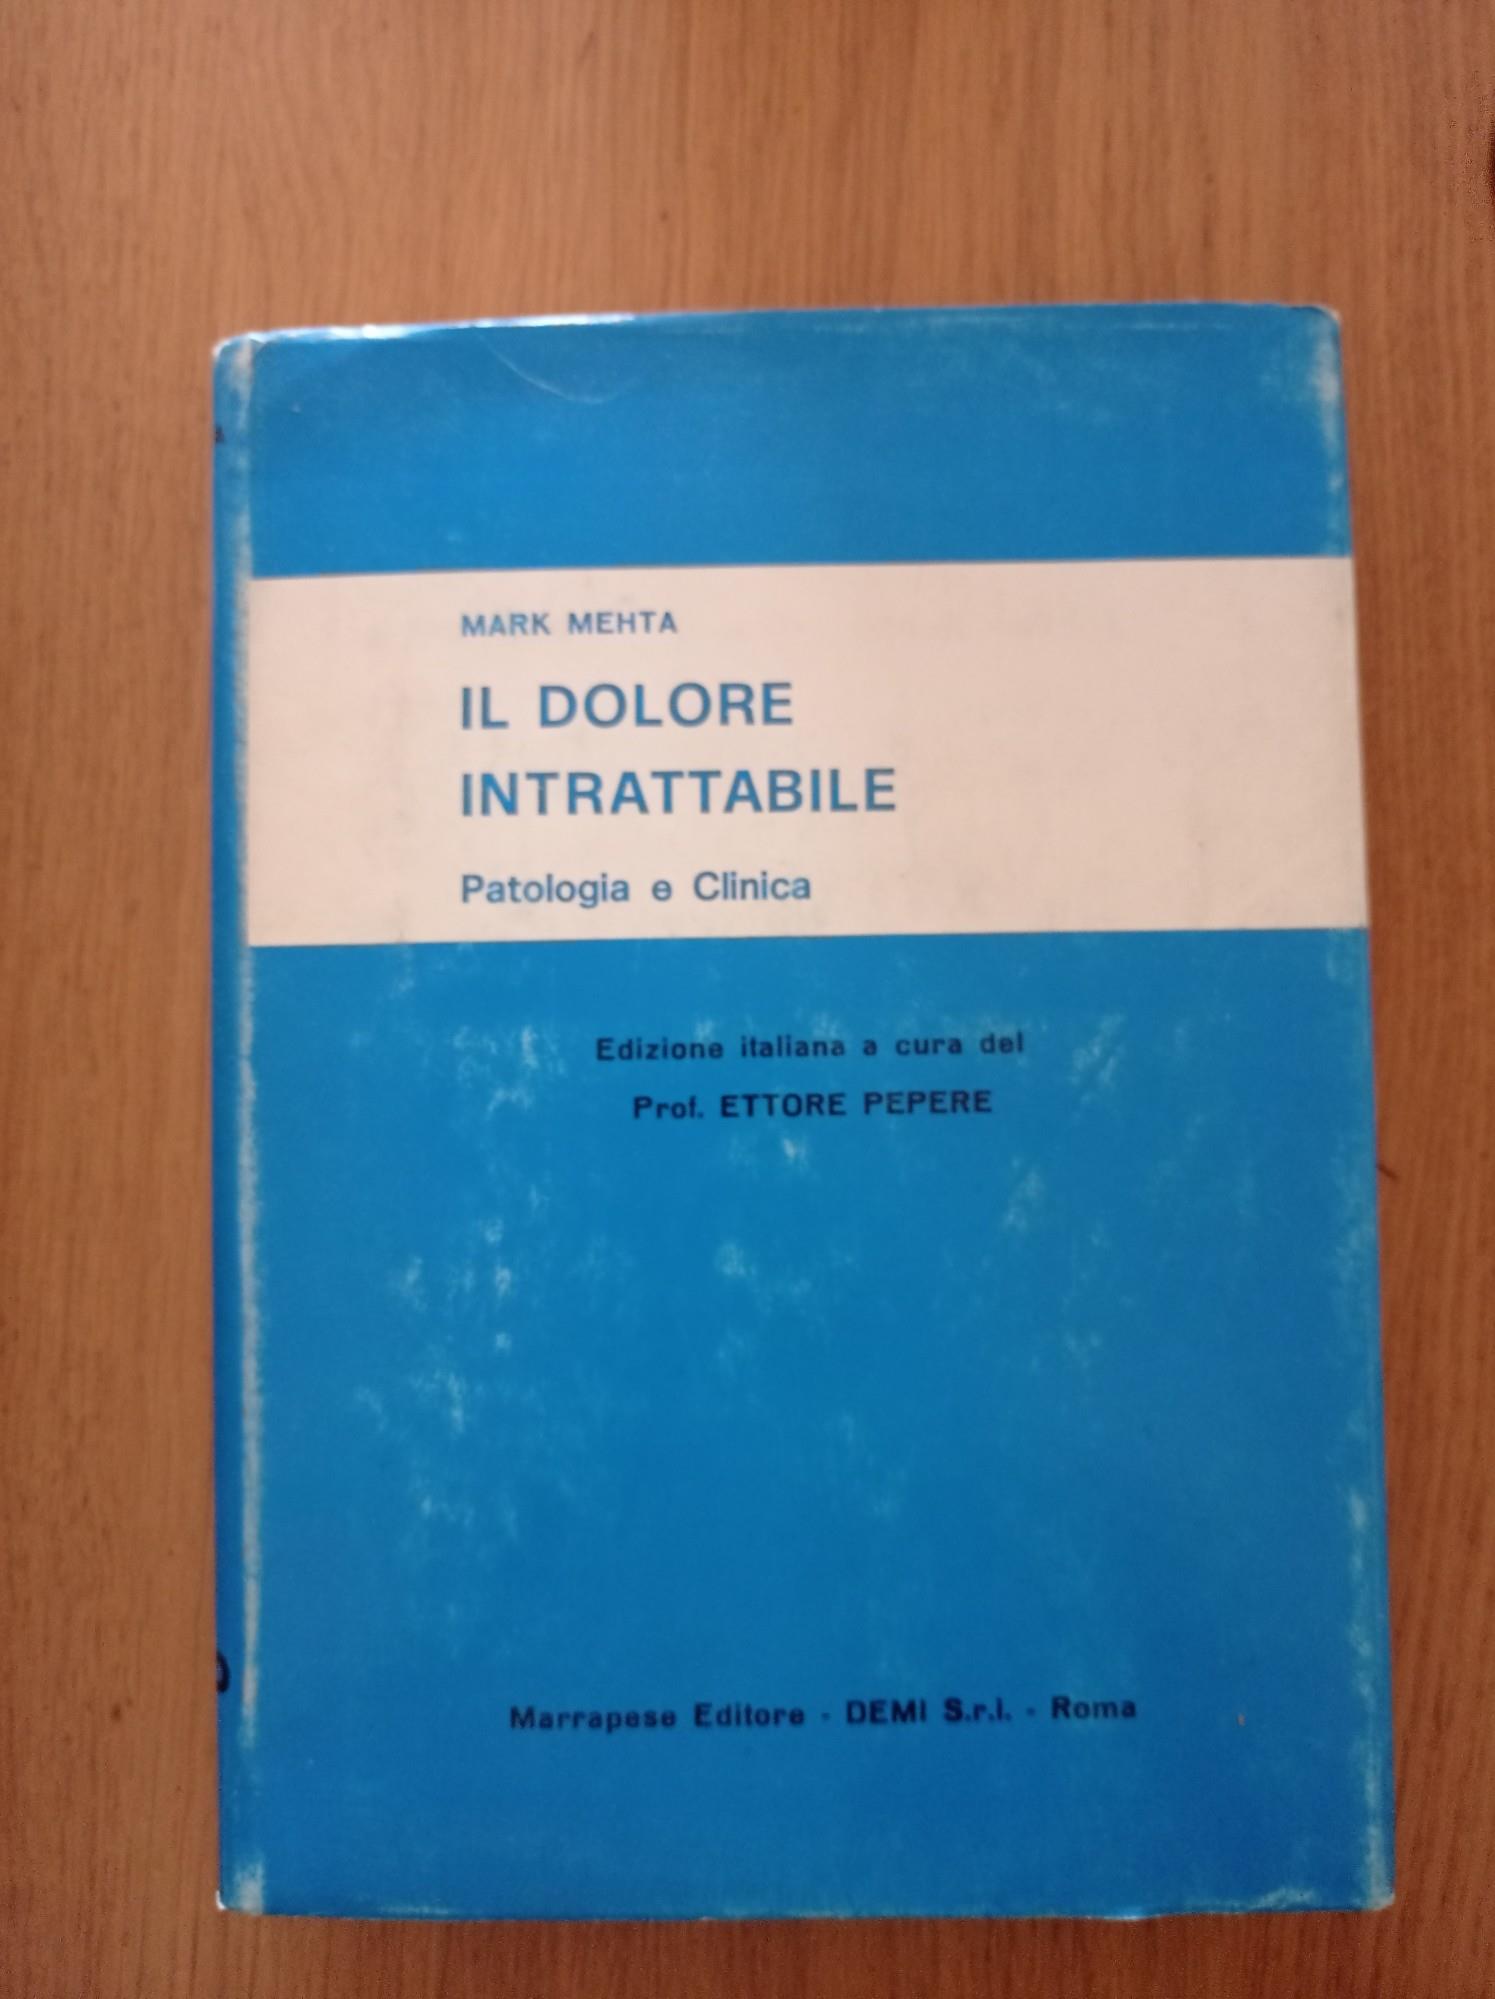 MARK MEHTA
IL DOLORE
INTRATTABILE
Patologia e Clinica
Edizione italiana a cura del
Prof. ETTORE PEPERE
Marrapese Editore - DEMI S.r.l. - Roma